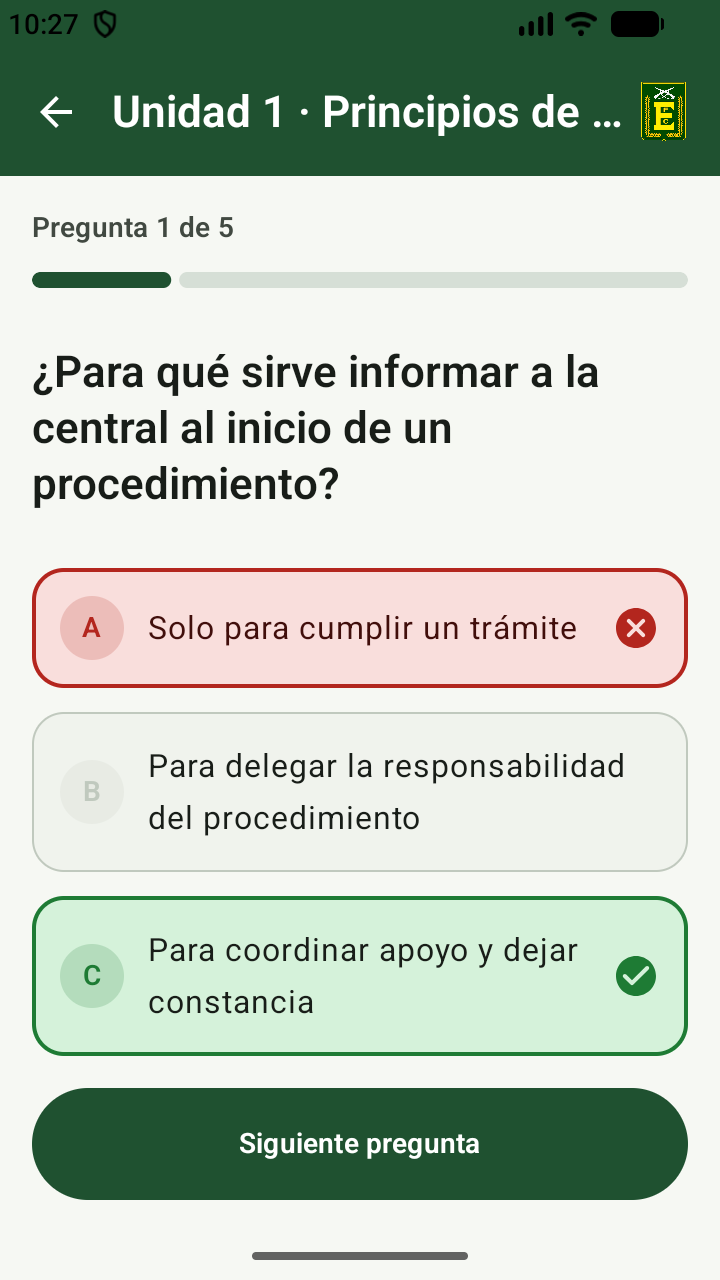 10:27
Unidad 1 · Principios de ...
E
Pregunta 1 de 5
¿Para qué sirve informar a la
central al inicio de un
procedimiento?
A
Solo para cumplir un trámite
B
Para delegar la responsabilidad
del procedimiento
C
Para coordinar apoyo y dejar
constancia
Siguiente pregunta